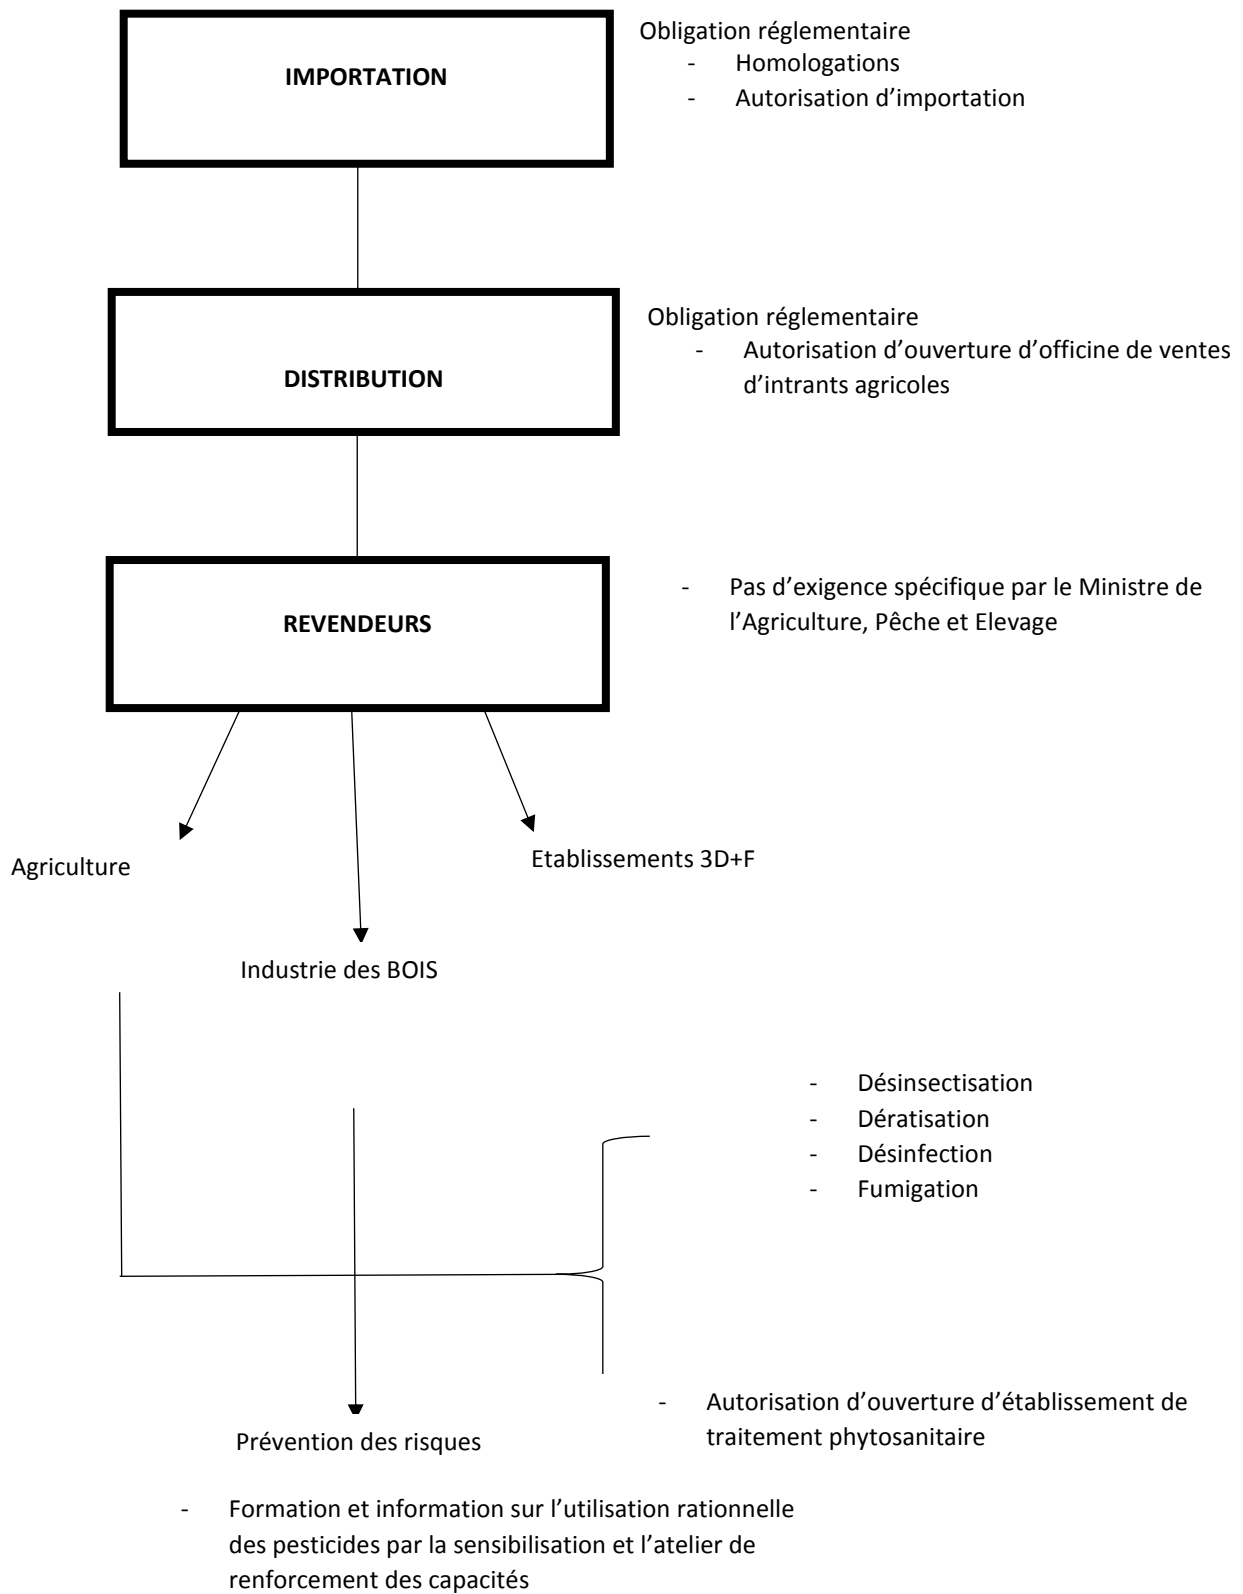 Obligation réglementaire
- Homologations
- Autorisation d’importation
IMPORTATION
Obligation réglementaire
- Autorisation d’ouverture d’officine de ventes
d’intrants agricoles
DISTRIBUTION
- Pas d’exigence spécifique par le Ministre de
l’Agriculture, Pêche et Elevage
REVENDEURS
Agriculture
Etablissements 3D+F
Industrie des BOIS
- Désinsectisation
- Dératisation
- Désinfection
- Fumigation
- Autorisation d’ouverture d’établissement de
traitement phytosanitaire
Prévention des risques
- Formation et information sur l’utilisation rationnelle
des pesticides par la sensibilisation et l’atelier de
renforcement des capacités